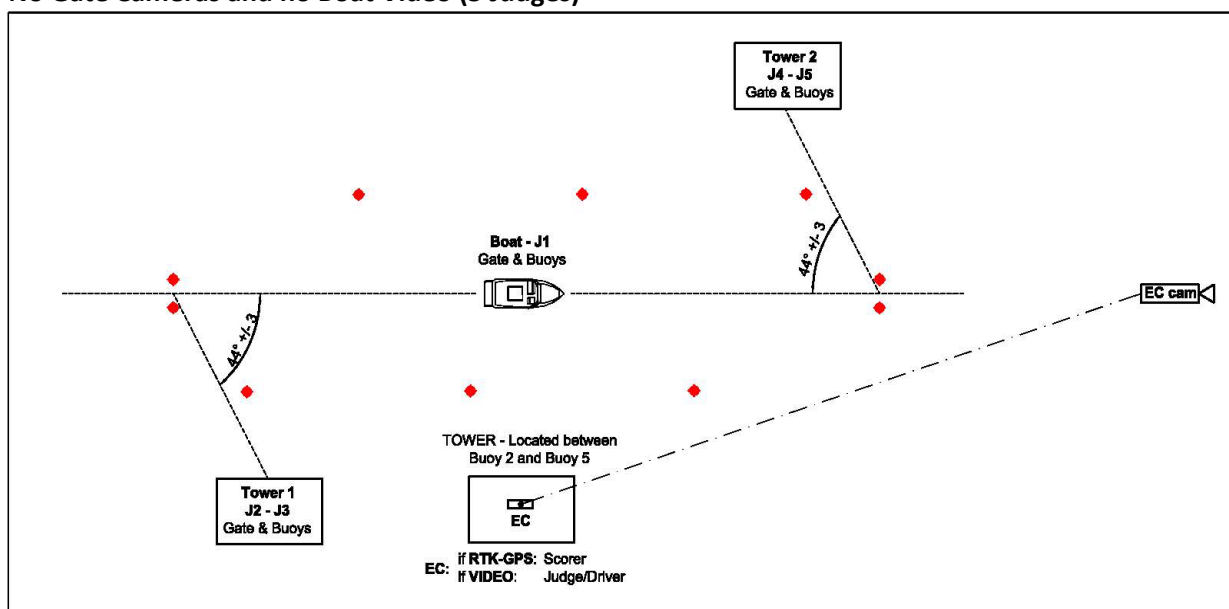 No Gate Cameras and no Boat Video (5 Judges)
Tower 2
J4 - J5
Gate & Buoys
44° +/- 3
Boat - J1
Gate & Buoys
EC cam
44° +/- 3
TOWER - Located between
Buoy 2 and Buoy 5
Tower 1
J2 - J3
Gate & Buoys
EC
EC: if RTK-GPS: Scorer
If VIDEO: Judge/Driver